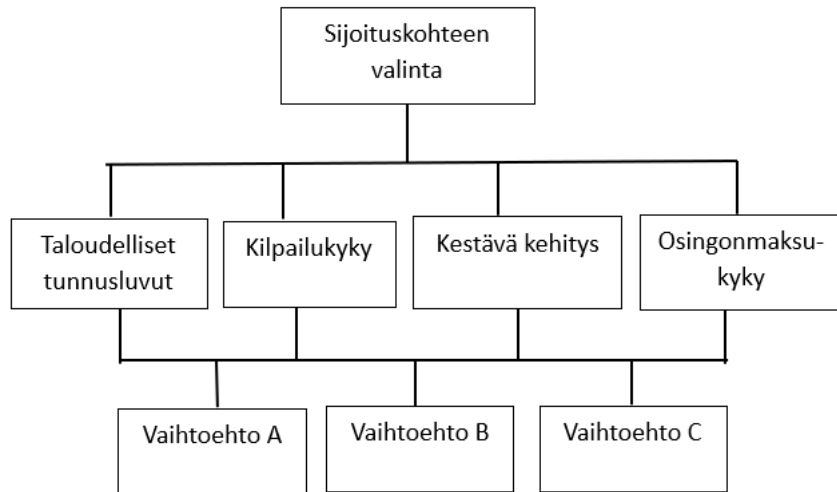 Sijoituskohteen
valinta
Taloudelliset
tunnusluvut
Kilpailukyky
Kestävä kehitys
Osingonmaksu-
kyky
Vaihtoehto A
Vaihtoehto B
Vaihtoehto C